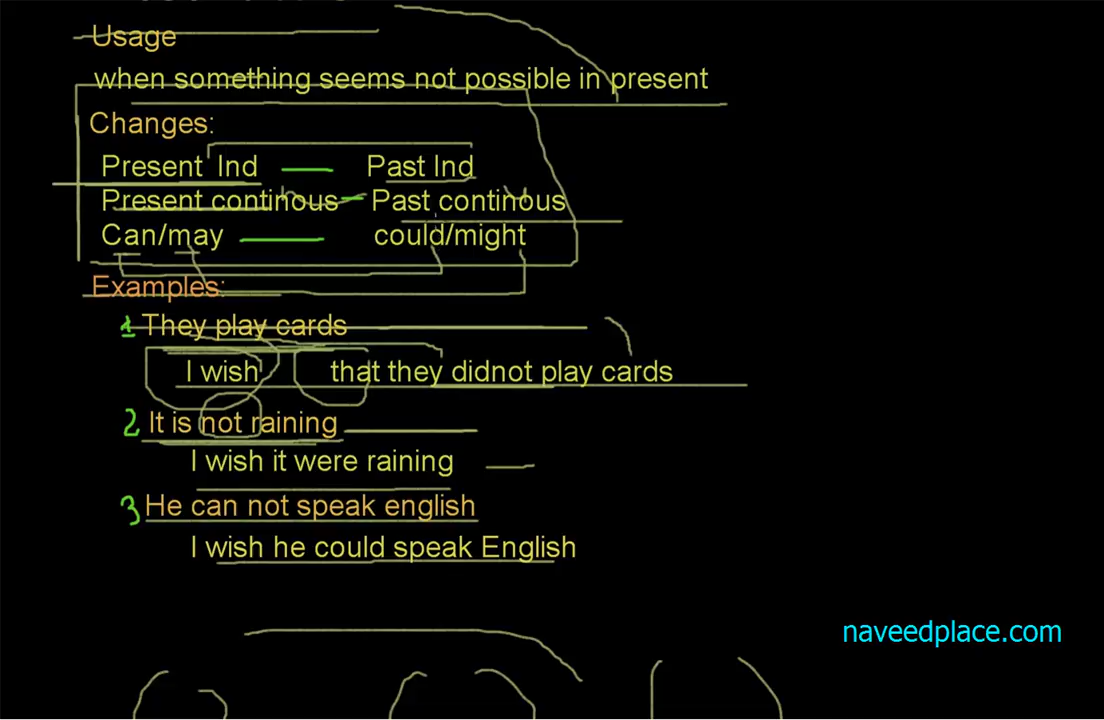 Usage
when something seems not possible in present
Changes:
Present Ind Past Ind
Present continous Past continous
Can/may could/might
Examples:
1 They play cards
I wish that they didnot play cards
2 It is not raining
I wish it were raining
3 He can not speak english
I wish he could speak English
naveedplace.com